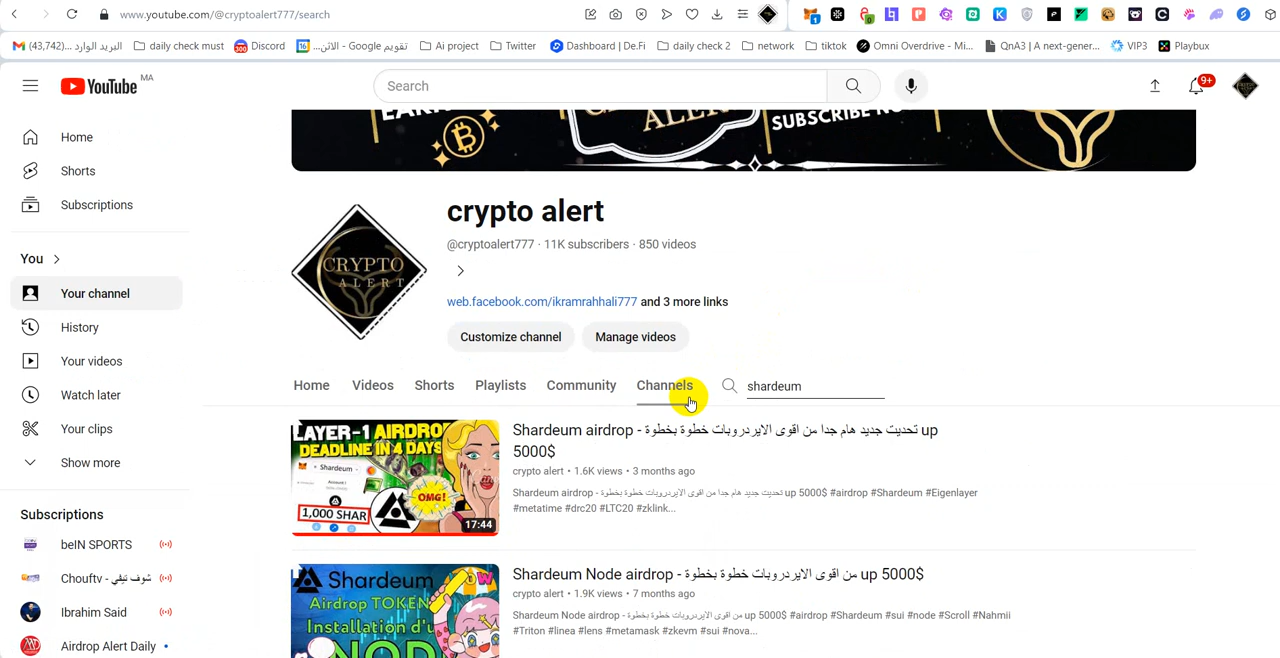 www.youtube.com/@cryptoalert777/search
(43,742) البريد الوارد...
daily check must
300
Discord
16
تقويم Google - الاثن...
Ai project
Twitter
Dashboard | De.Fi
daily check 2
network
tiktok
Omni Overdrive - Mi...
QnA3 | A next-gener...
VIP3
Playbux
YouTube MA
Search
9+
Home
Shorts
Subscriptions
You
Your channel
History
Your videos
Watch later
Your clips
Show more
Subscriptions
beIN SPORTS
Chouftv - شوف تيفي
Ibrahim Said
Airdrop Alert Daily
SUBSCRIBE NO
crypto alert
@cryptoalert777 · 11K subscribers · 850 videos
CRYPTO
ALERT
web.facebook.com/ikramrahhali777 and 3 more links
Customize channel
Manage videos
Home
Videos
Shorts
Playlists
Community
Channels
shardeum
LAYER-1 AIRDRO
DEADLINE IN 4 DAYS
Shardeum
OMG!
1,000 SHAR
17:44
Shardeum airdrop - تحديت جديد هام جدا من اقوى الايردروبات خطوة بخطوة up
5000$
crypto alert • 1.6K views • 3 months ago
Shardeum airdrop - تحديت جديد هام جدا من اقوى الايردروبات خطوة بخطوة up 5000$ #airdrop #Shardeum #Eigenlayer
#metatime #drc20 #LTC20 #zklink...
Shardeum
Airdrop TOKEN
Installation d'u
Shardeum Node airdrop - من اقوى الايردروبات خطوة بخطوة up 5000$
crypto alert • 1.9K views • 7 months ago
Shardeum Node airdrop - من اقوى الايردروبات خطوة بخطوة up 5000$ #airdrop #Shardeum #sui #node #Scroll #Nahmii
#Triton #linea #lens #metamask #zkevm #sui #nova...